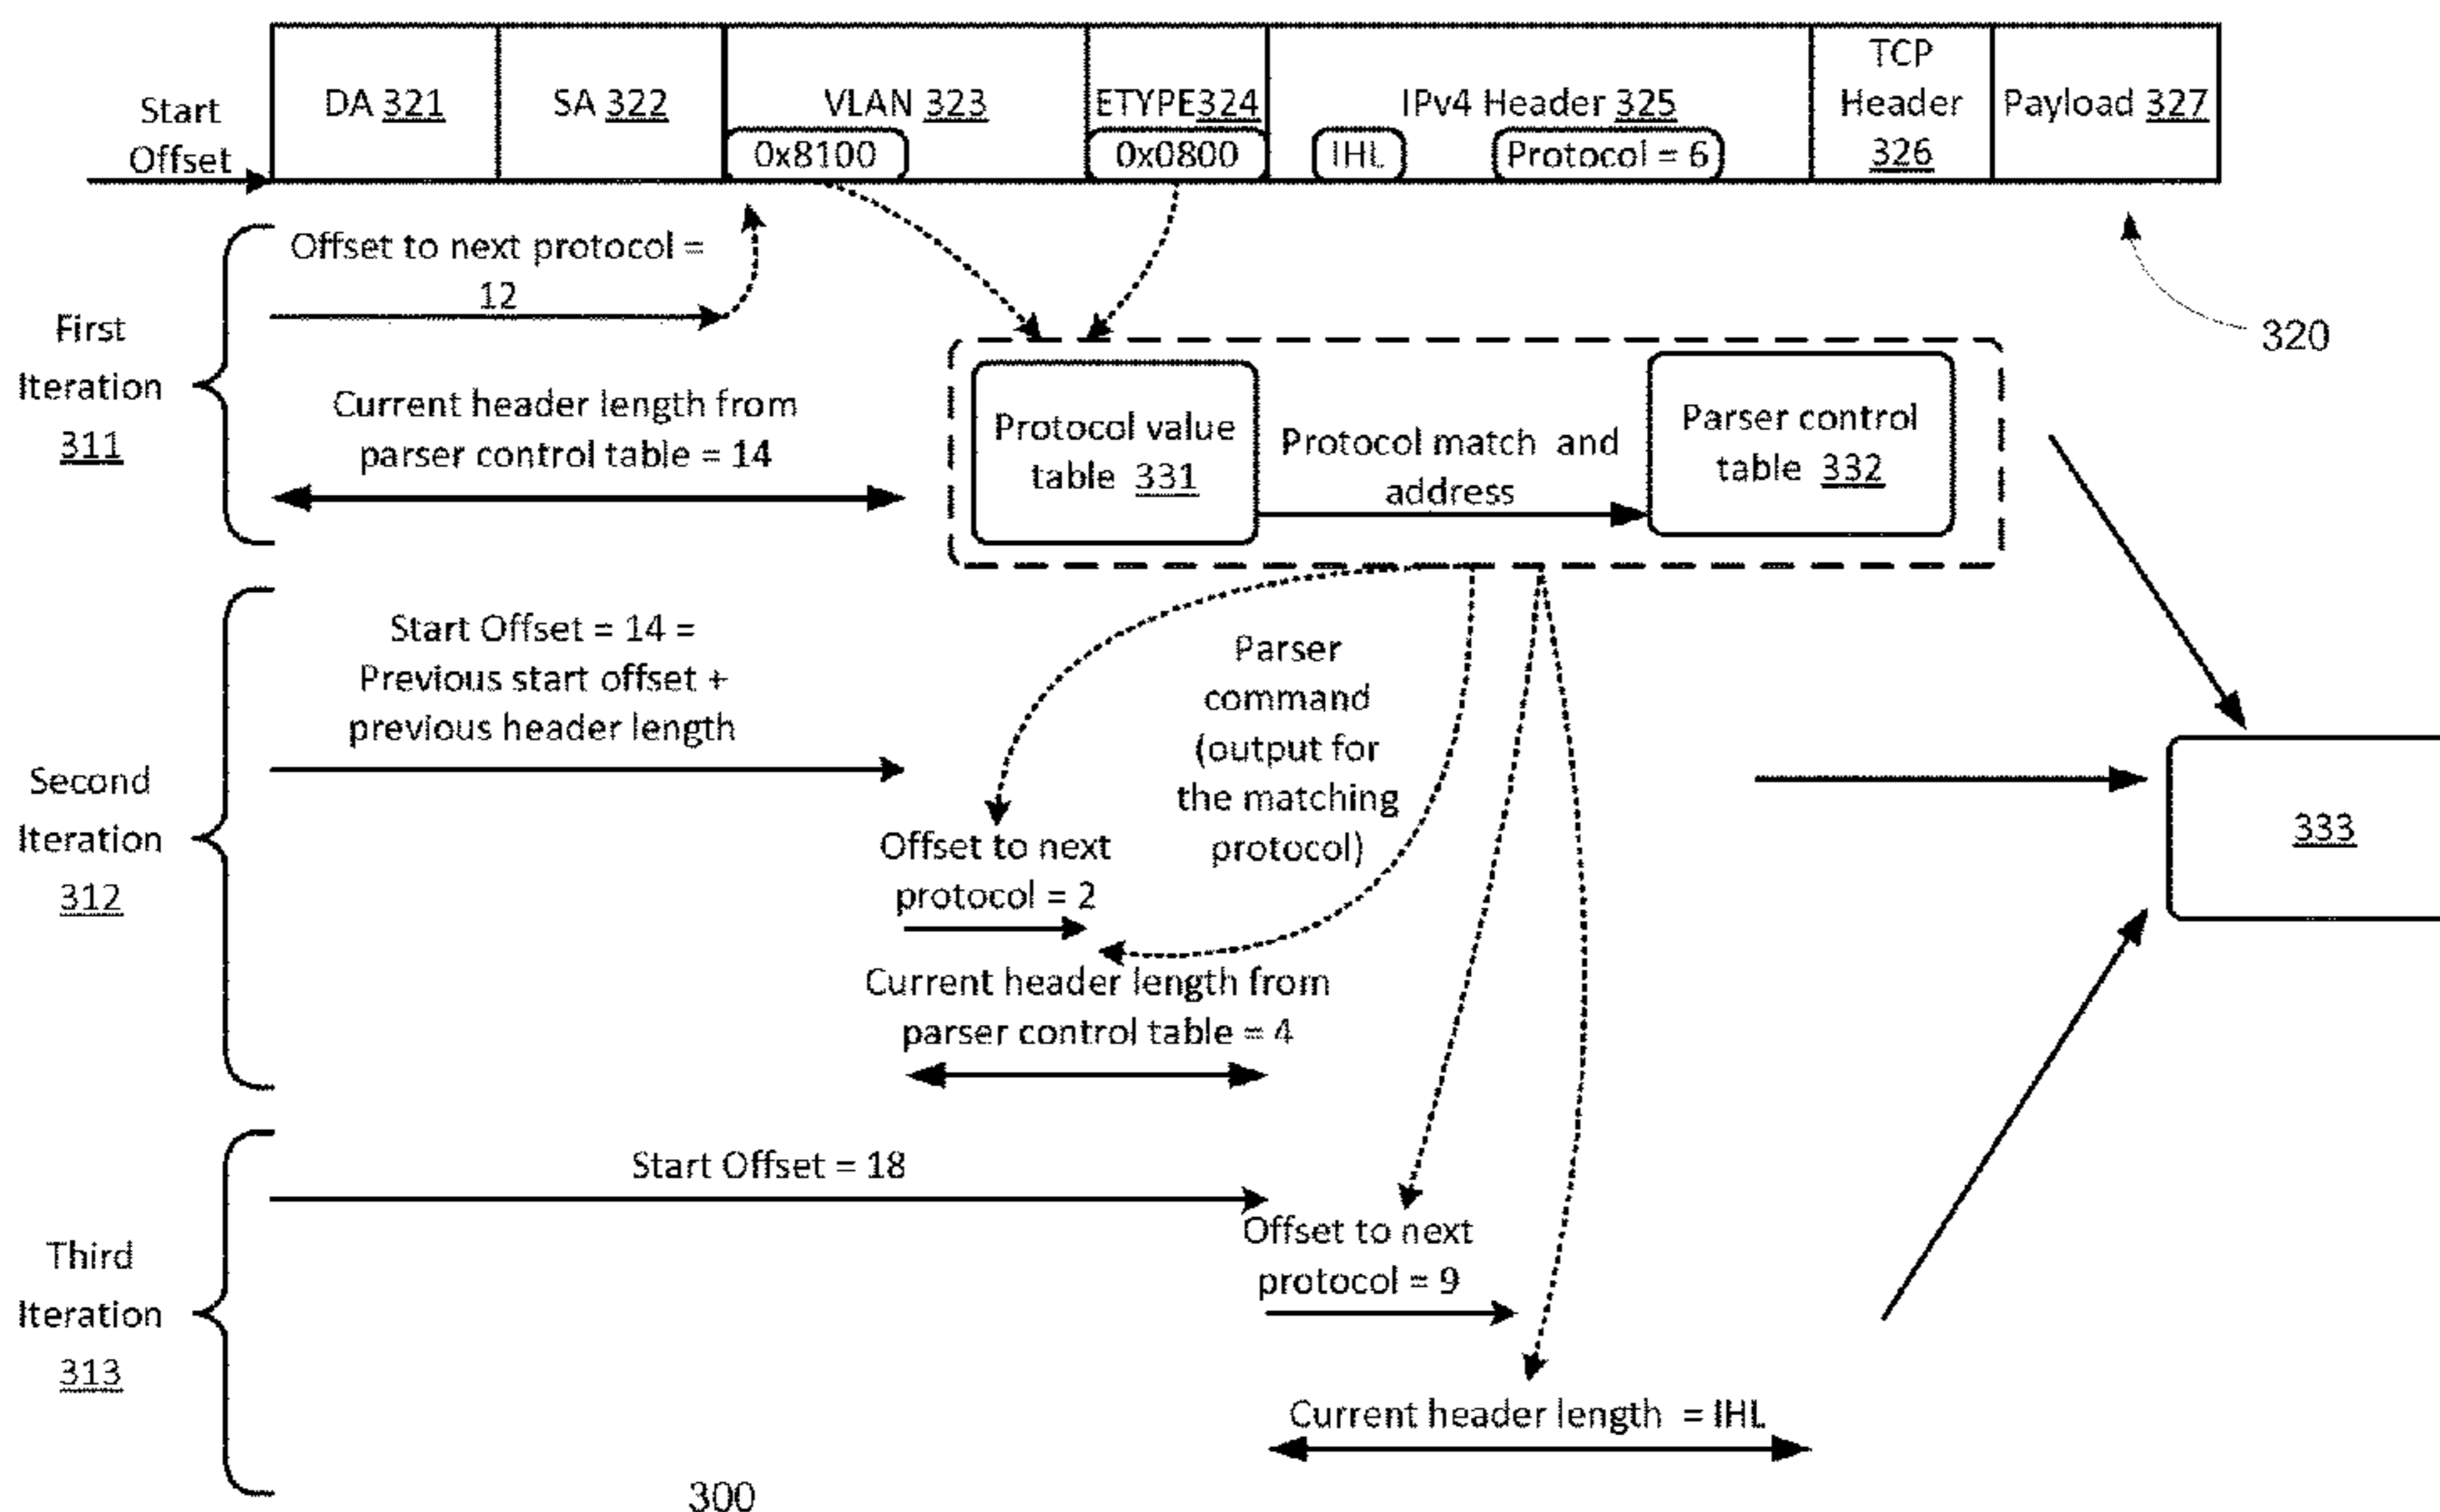 Start
Offset
DA 321
SA 322
VLAN 323
0x8100
ETYPE324
0x0800
IPv4 Header 325
IHL
Protocol = 6
TCP
Header
326
Payload 327
320
First
Iteration
311
Offset to next protocol =
12
Current header length from
parser control table = 14
Protocol value
table 331
Protocol match and
address
Parser control
table 332
Second
Iteration
312
Start Offset = 14 =
Previous start offset +
previous header length
Parser
command
(output for
the matching
protocol)
Offset to next
protocol = 2
Current header length from
parser control table = 4
333
Third
Iteration
313
Start Offset = 18
Offset to next
protocol = 9
Current header length = IHL
300